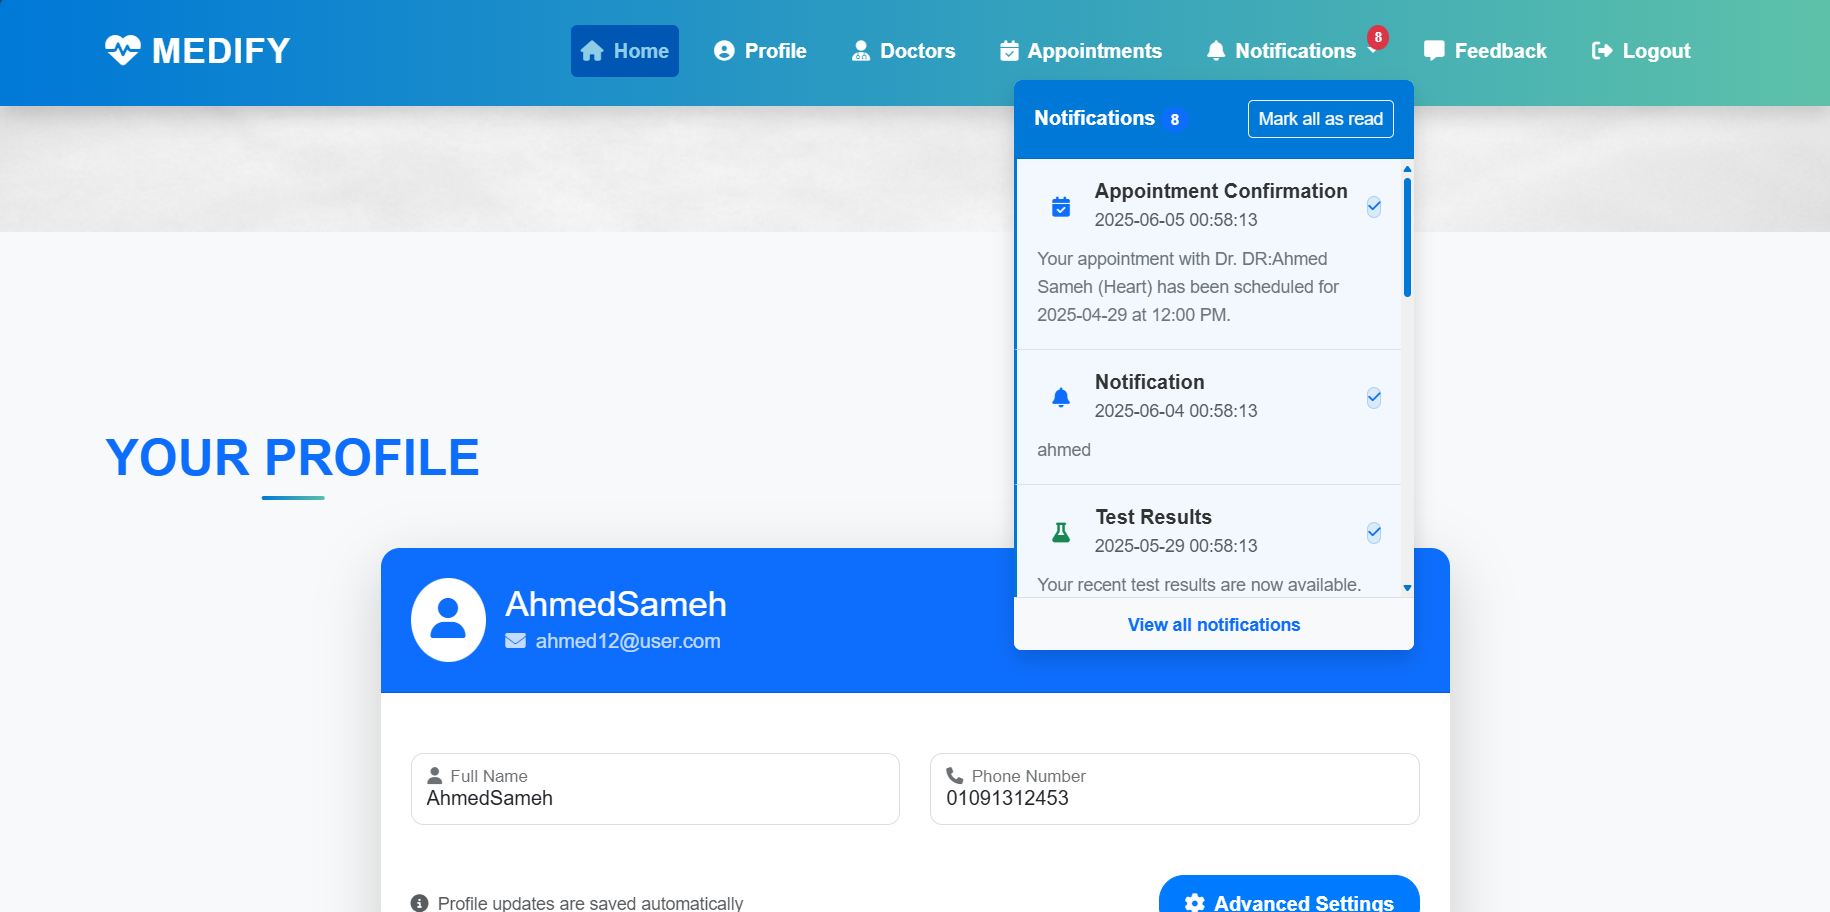 MEDIFY
Home
Profile
Doctors
Appointments
Notifications
8
Feedback
Logout
Notifications 8
Mark all as read
Appointment Confirmation
2025-06-05 00:58:13
Your appointment with Dr. DR:Ahmed
Sameh (Heart) has been scheduled for
2025-04-29 at 12:00 PM.
Notification
2025-06-04 00:58:13
ahmed
Test Results
2025-05-29 00:58:13
Your recent test results are now available.
View all notifications
YOUR PROFILE
AhmedSameh
ahmed12@user.com
Full Name
AhmedSameh
Phone Number
01091312453
Profile updates are saved automatically
Advanced Settings